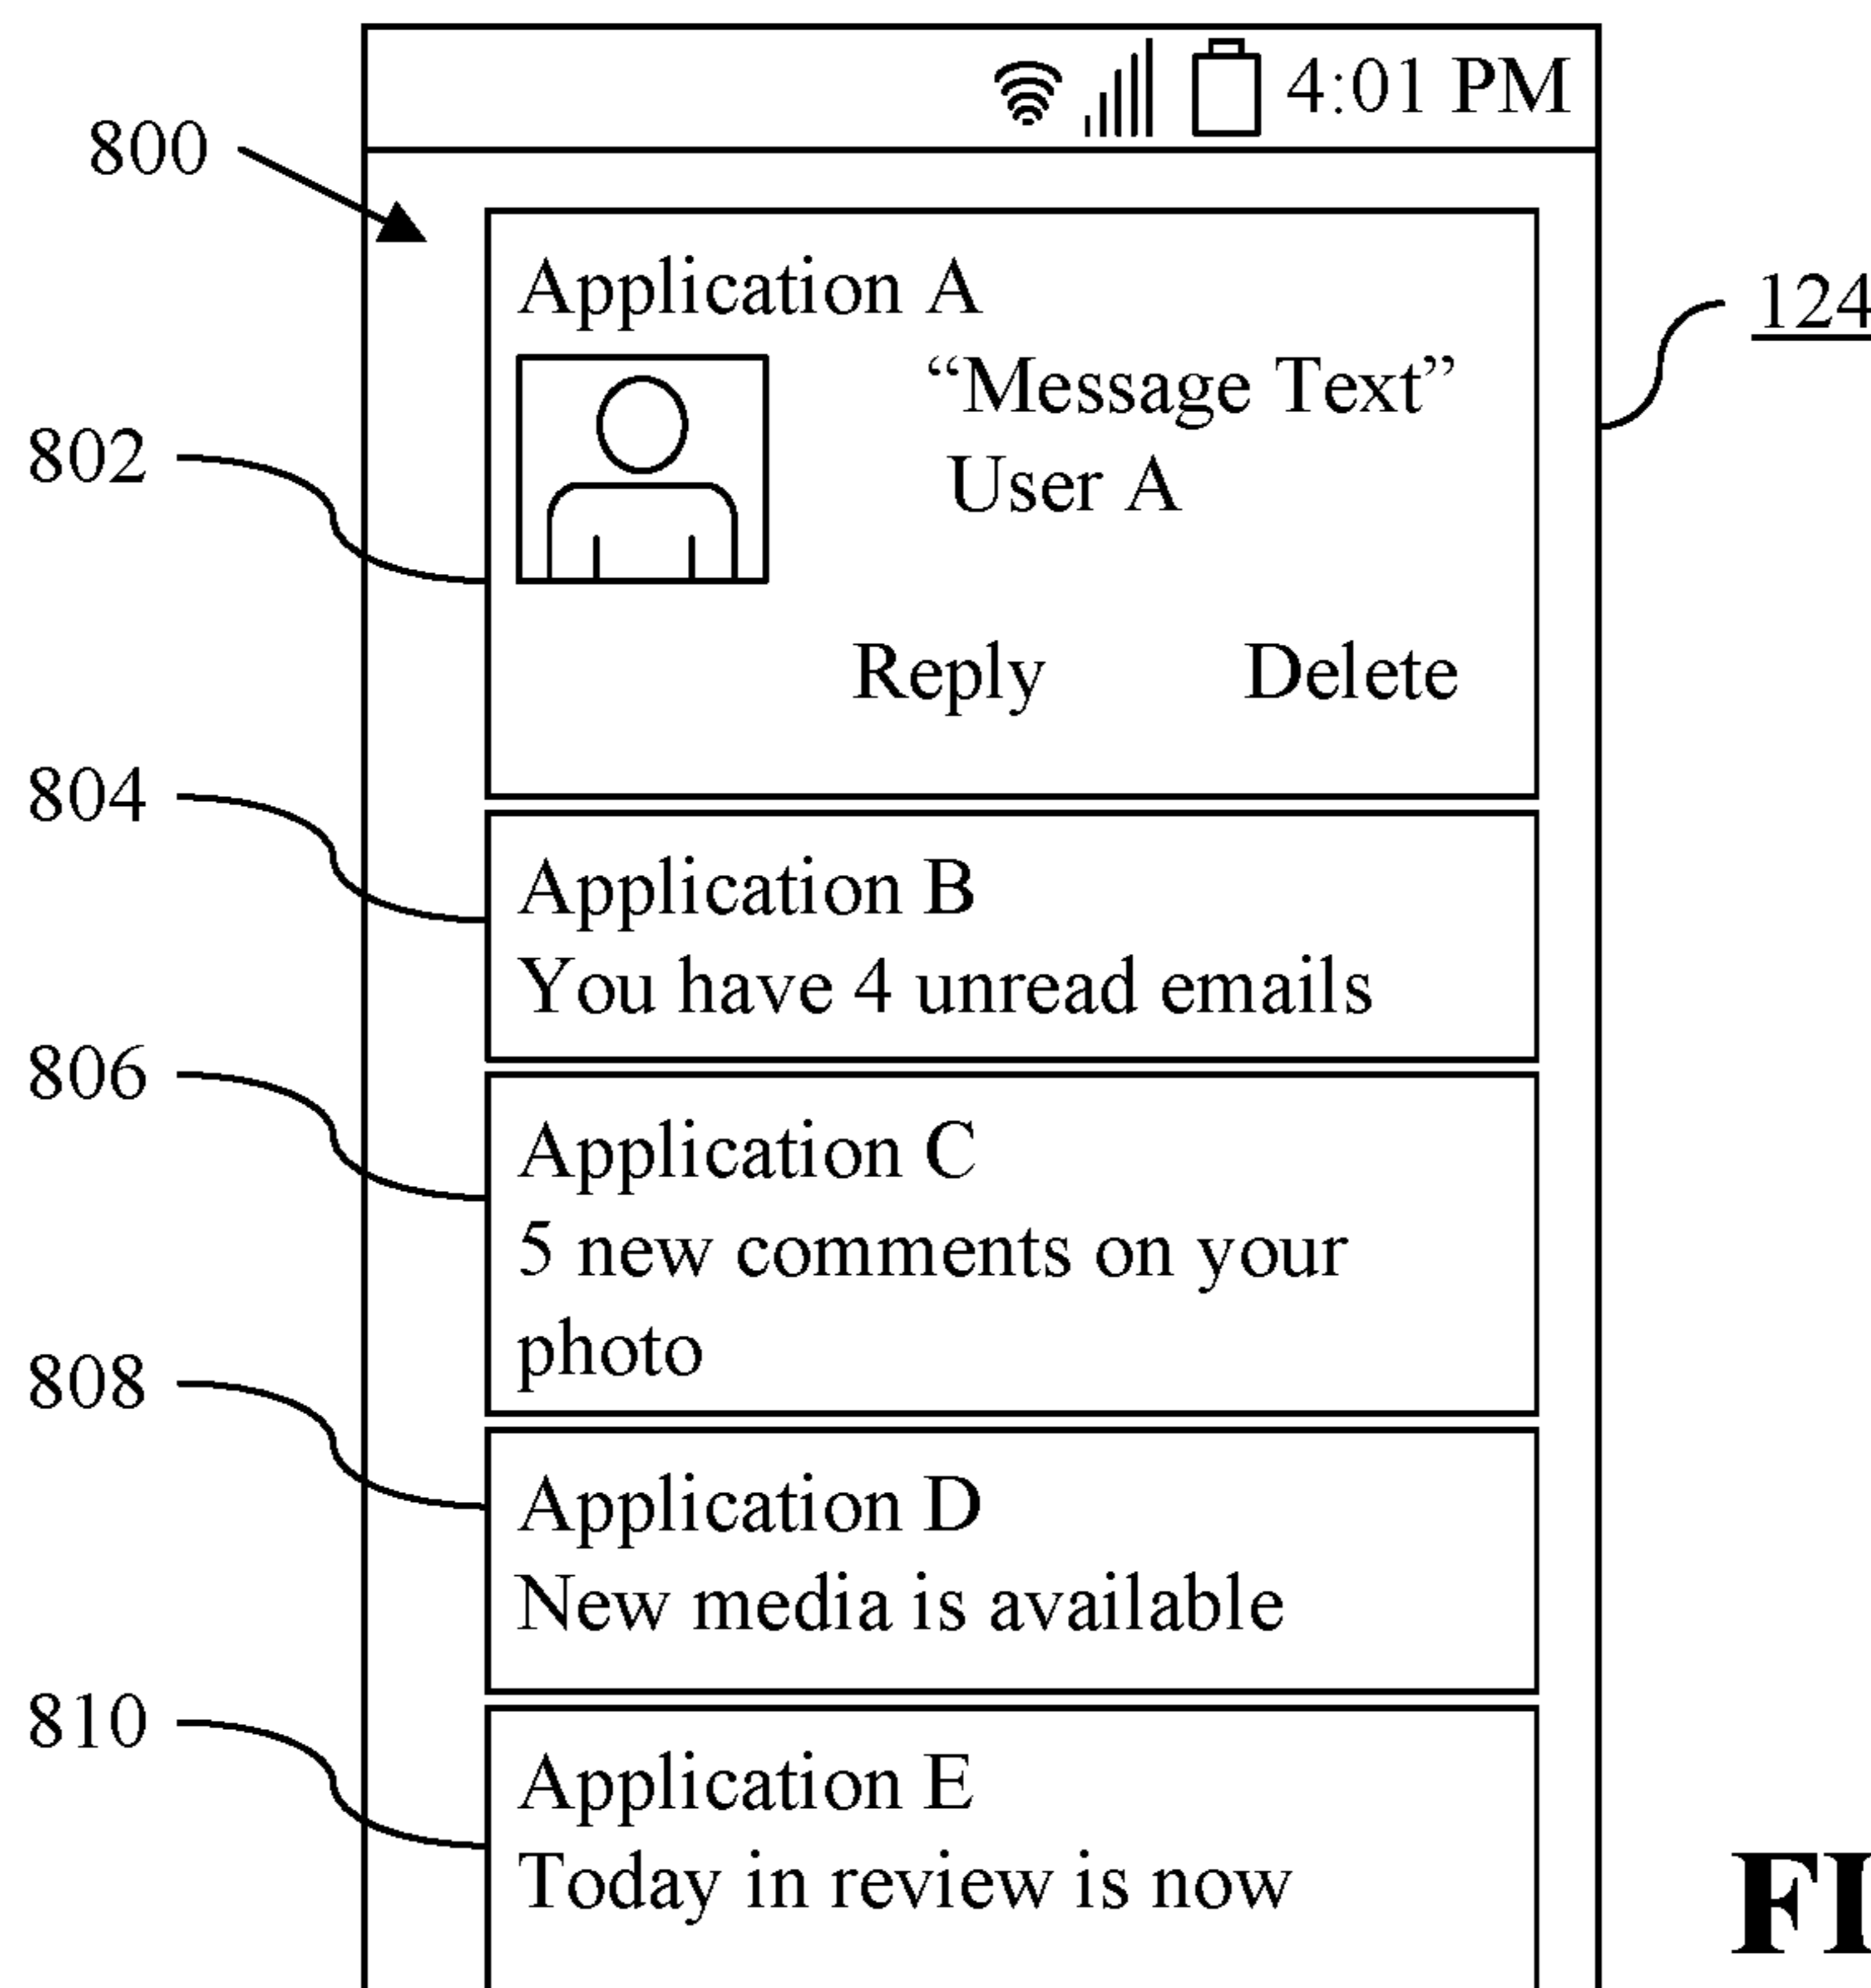 4:01 PM
800
Application A
124
“Message Text”
802
User A
Reply Delete
804
Application B
You have 4 unread emails
806
Application C
5 new comments on your
photo
808
Application D
New media is available
810
Application E
Today in review is now
FI